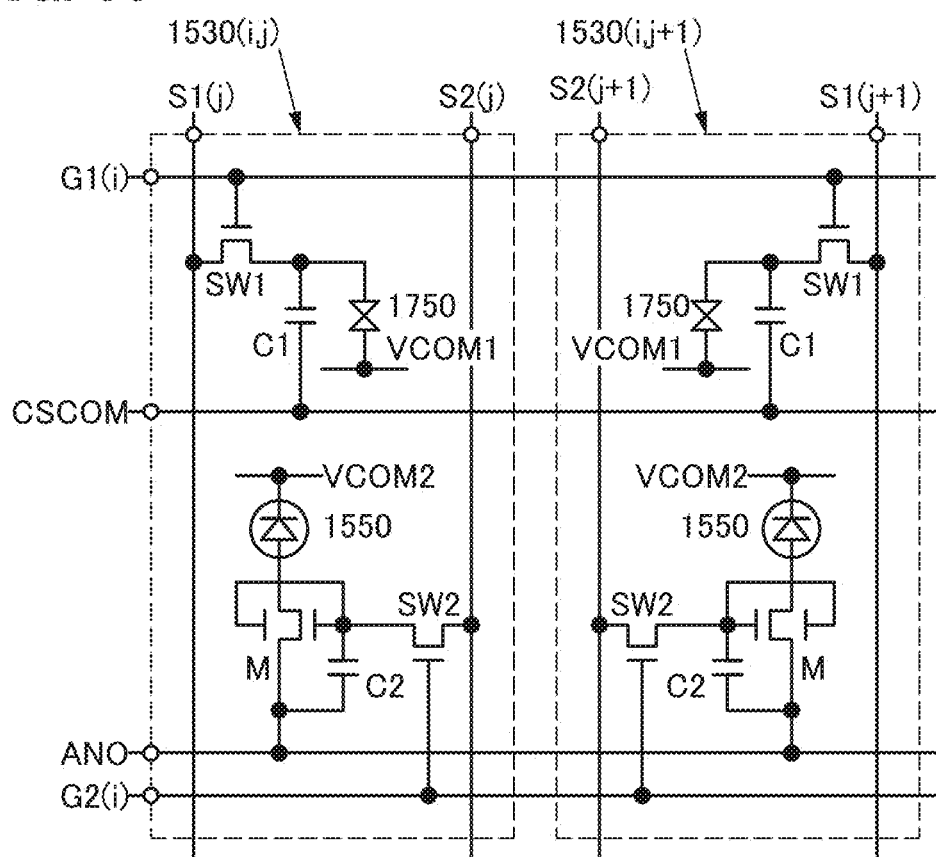 1530(i,j)
1530(i,j+1)
S1(j)
S2(j)
S2(j+1)
S1(j+1)
G1(i)
SW1
SW1
1750
1750
C1
VCOM1
VCOM1
C1
CSCOM
VCOM2
VCOM2
1550
1550
SW2
SW2
M
C2
C2
M
ANO
G2(i)